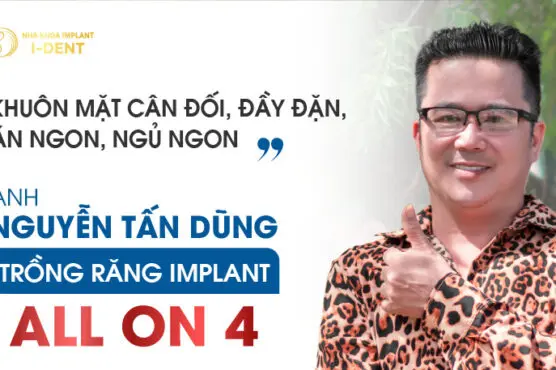 NHA KHOA IMPLANT
I-DENT
KHUÔN MẶT CÂN ĐỐI, ĐẦY ĐẶN,
ĂN NGON, NGỦ NGON ”
ANH
NGUYỄN TẤN DŨNG
TRỒNG RĂNG IMPLANT
ALL ON 4